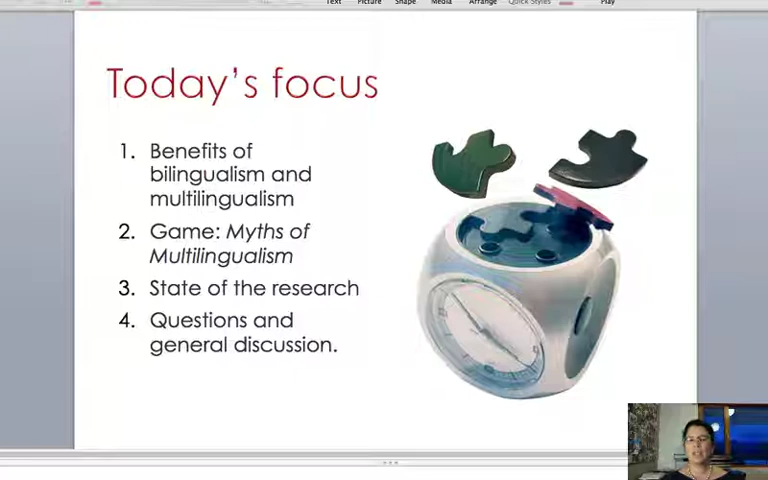 Text Picture Shape Media Arrange Quick Styles Play
Today's focus
1. Benefits of
bilingualism and
multilingualism
2. Game: Myths of
Multilingualism
3. State of the research
4. Questions and
general discussion.